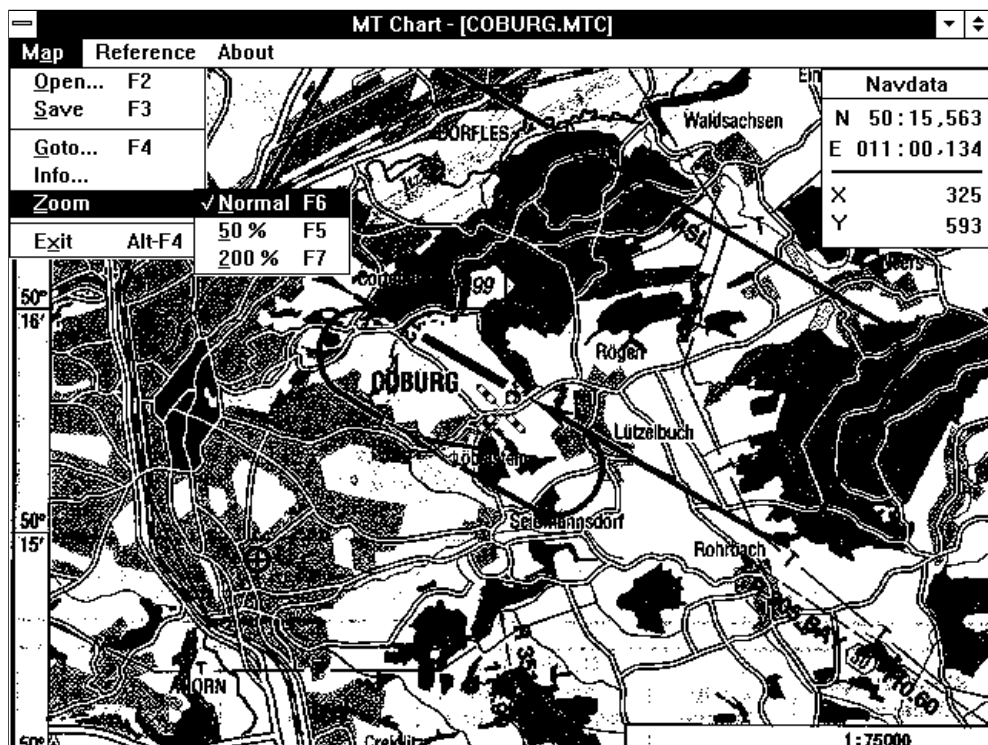 MT Chart - [COBURG.MTC]
Map Reference About
Open... F2
Save F3
Goto... F4
Info...
Zoom
Exit Alt-F4
✓ Normal F6
50 % F5
200 % F7
Navdata
N 50:15,563
E 011:00,134
X 325
Y 593
DÖRFLES
Waldsachsen
MSL
99
50°
16'
Rögen
COBURG
Lützelbuch
50°
15'
Seidmannsdorf
Rohrbach
AHORN
50°
1:75000